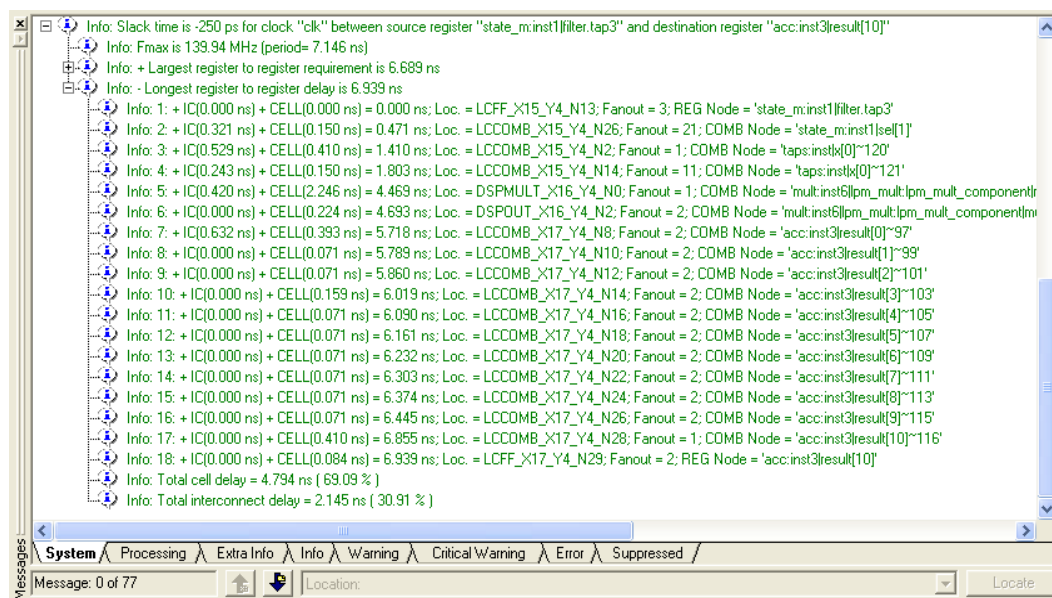 Info: Slack time is -250 ps for clock "clk" between source register "state_m:inst1|filter.tap3" and destination register "acc:inst3|result[10]"
Info: Fmax is 139.94 MHz (period= 7.146 ns)
Info: + Largest register to register requirement is 6.689 ns
Info: - Longest register to register delay is 6.939 ns
Info: 1: + IC(0.000 ns) + CELL(0.000 ns) = 0.000 ns; Loc. = LCFF_X15_Y4_N13; Fanout = 3; REG Node = 'state_m:inst1|filter.tap3'
Info: 2: + IC(0.321 ns) + CELL(0.150 ns) = 0.471 ns; Loc. = LCCOMB_X15_Y4_N26; Fanout = 21; COMB Node = 'state_m:inst1|sel[1]'
Info: 3: + IC(0.529 ns) + CELL(0.410 ns) = 1.410 ns; Loc. = LCCOMB_X15_Y4_N2; Fanout = 1; COMB Node = 'taps:inst|x[0]~120'
Info: 4: + IC(0.243 ns) + CELL(0.150 ns) = 1.803 ns; Loc. = LCCOMB_X15_Y4_N14; Fanout = 11; COMB Node = 'taps:inst|x[0]~121'
Info: 5: + IC(0.420 ns) + CELL(2.246 ns) = 4.469 ns; Loc. = DSPMULT_X16_Y4_N0; Fanout = 1; COMB Node = 'mult:inst6|lpm_mult:lpm_mult_component|
Info: 6: + IC(0.000 ns) + CELL(0.224 ns) = 4.693 ns; Loc. = DSPOUT_X16_Y4_N2; Fanout = 2; COMB Node = 'mult:inst6|lpm_mult:lpm_mult_component|
Info: 7: + IC(0.632 ns) + CELL(0.393 ns) = 5.718 ns; Loc. = LCCOMB_X17_Y4_N8; Fanout = 2; COMB Node = 'acc:inst3|result[0]~97'
Info: 8: + IC(0.000 ns) + CELL(0.071 ns) = 5.789 ns; Loc. = LCCOMB_X17_Y4_N10; Fanout = 2; COMB Node = 'acc:inst3|result[1]~99'
Info: 9: + IC(0.000 ns) + CELL(0.071 ns) = 5.860 ns; Loc. = LCCOMB_X17_Y4_N12; Fanout = 2; COMB Node = 'acc:inst3|result[2]~101'
Info: 10: + IC(0.000 ns) + CELL(0.159 ns) = 6.019 ns; Loc. = LCCOMB_X17_Y4_N14; Fanout = 2; COMB Node = 'acc:inst3|result[3]~103'
Info: 11: + IC(0.000 ns) + CELL(0.071 ns) = 6.090 ns; Loc. = LCCOMB_X17_Y4_N16; Fanout = 2; COMB Node = 'acc:inst3|result[4]~105'
Info: 12: + IC(0.000 ns) + CELL(0.071 ns) = 6.161 ns; Loc. = LCCOMB_X17_Y4_N18; Fanout = 2; COMB Node = 'acc:inst3|result[5]~107'
Info: 13: + IC(0.000 ns) + CELL(0.071 ns) = 6.232 ns; Loc. = LCCOMB_X17_Y4_N20; Fanout = 2; COMB Node = 'acc:inst3|result[6]~109'
Info: 14: + IC(0.000 ns) + CELL(0.071 ns) = 6.303 ns; Loc. = LCCOMB_X17_Y4_N22; Fanout = 2; COMB Node = 'acc:inst3|result[7]~111'
Info: 15: + IC(0.000 ns) + CELL(0.071 ns) = 6.374 ns; Loc. = LCCOMB_X17_Y4_N24; Fanout = 2; COMB Node = 'acc:inst3|result[8]~113'
Info: 16: + IC(0.000 ns) + CELL(0.071 ns) = 6.445 ns; Loc. = LCCOMB_X17_Y4_N26; Fanout = 2; COMB Node = 'acc:inst3|result[9]~115'
Info: 17: + IC(0.000 ns) + CELL(0.410 ns) = 6.855 ns; Loc. = LCCOMB_X17_Y4_N28; Fanout = 1; COMB Node = 'acc:inst3|result[10]~116'
Info: 18: + IC(0.000 ns) + CELL(0.084 ns) = 6.939 ns; Loc. = LCFF_X17_Y4_N29; Fanout = 2; REG Node = 'acc:inst3|result[10]'
Info: Total cell delay = 4.794 ns ( 69.09 % )
Info: Total interconnect delay = 2.145 ns ( 30.91 % )
System Processing Extra Info Info Warning Critical Warning Error Suppressed
Messages
Message: 0 of 77 Location: Locate